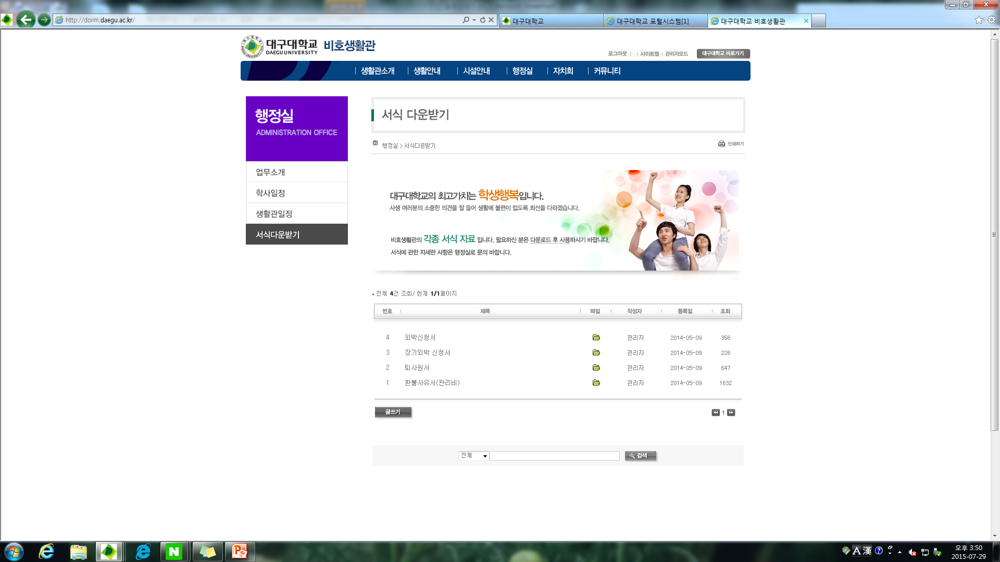 http://dorm.daegu.ac.kr/
대구대학교
대구대학교 포털시스템[1]
대구대학교 비호생활관
대구대학교 비호생활관
DAEGU UNIVERSITY
로그아웃 사이트맵 관리자모드 대구대학교 바로가기
생활관소개 생활안내 시설안내 행정실 자치회 커뮤니티
행정실
ADMINISTRATION OFFICE
업무소개
학사일정
생활관일정
서식다운받기
서식 다운받기
행정실 > 서식다운받기
인쇄하기
대구대학교의 최고가치는 학생행복입니다.
사생 여러분의 소중한 의견을 잘 들어 생활에 불편이 없도록 최선을 다하겠습니다.
비호생활관의 각종 서식 자료 입니다. 필요하신 분은 다운로드 후 사용하시기 바랍니다.
서식에 관한 자세한 사항은 행정실로 문의 바랍니다.
• 전체 4건 조회/ 현재 1/1페이지
번호 제목 파일 작성자 등록일 조회
4 외박신청서 관리자 2014-05-09 356
3 장기외박 신청서 관리자 2014-05-09 226
2 퇴사원서 관리자 2014-05-09 647
1 환불사유서(관리비) 관리자 2014-05-09 1632
글쓰기
1
전체
검색
A 漢
오후 3:50
2015-07-29